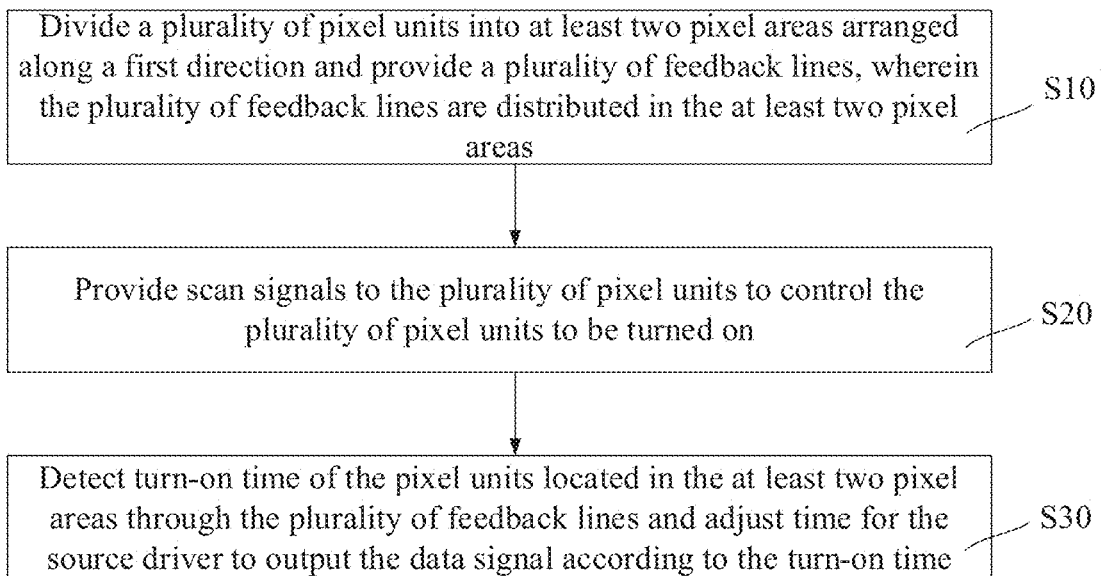 Divide a plurality of pixel units into at least two pixel areas arranged
along a first direction and provide a plurality of feedback lines, wherein
the plurality of feedback lines are distributed in the at least two pixel
areas
S10
Provide scan signals to the plurality of pixel units to control the
plurality of pixel units to be turned on
S20
Detect turn-on time of the pixel units located in the at least two pixel
areas through the plurality of feedback lines and adjust time for the
source driver to output the data signal according to the turn-on time
S30